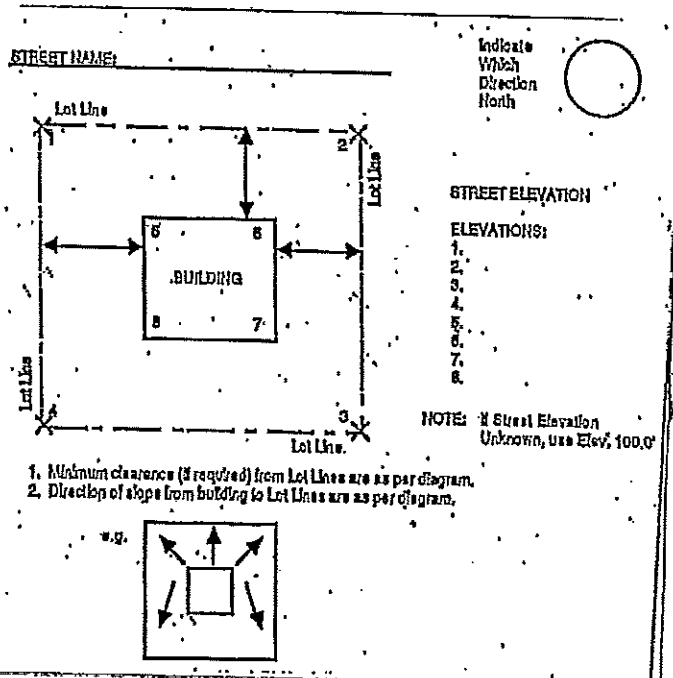 Indicate
Which
Direction
North
STREET NAME:
Lot Line
1
2
Lot Line
STREET ELEVATION
5
6
ELEVATIONS:
1.
2.
3.
4.
5.
6.
7.
8.
BUILDING
8
7
Lot Line
4
3
Lot Line.
NOTE: If Street Elevation
Unknown, use Elev. 100.0'
1. Minimum clearance (if required) from Lot Lines are as per diagram.
2. Direction of slope from building to Lot Lines are as per diagram.
e.g.